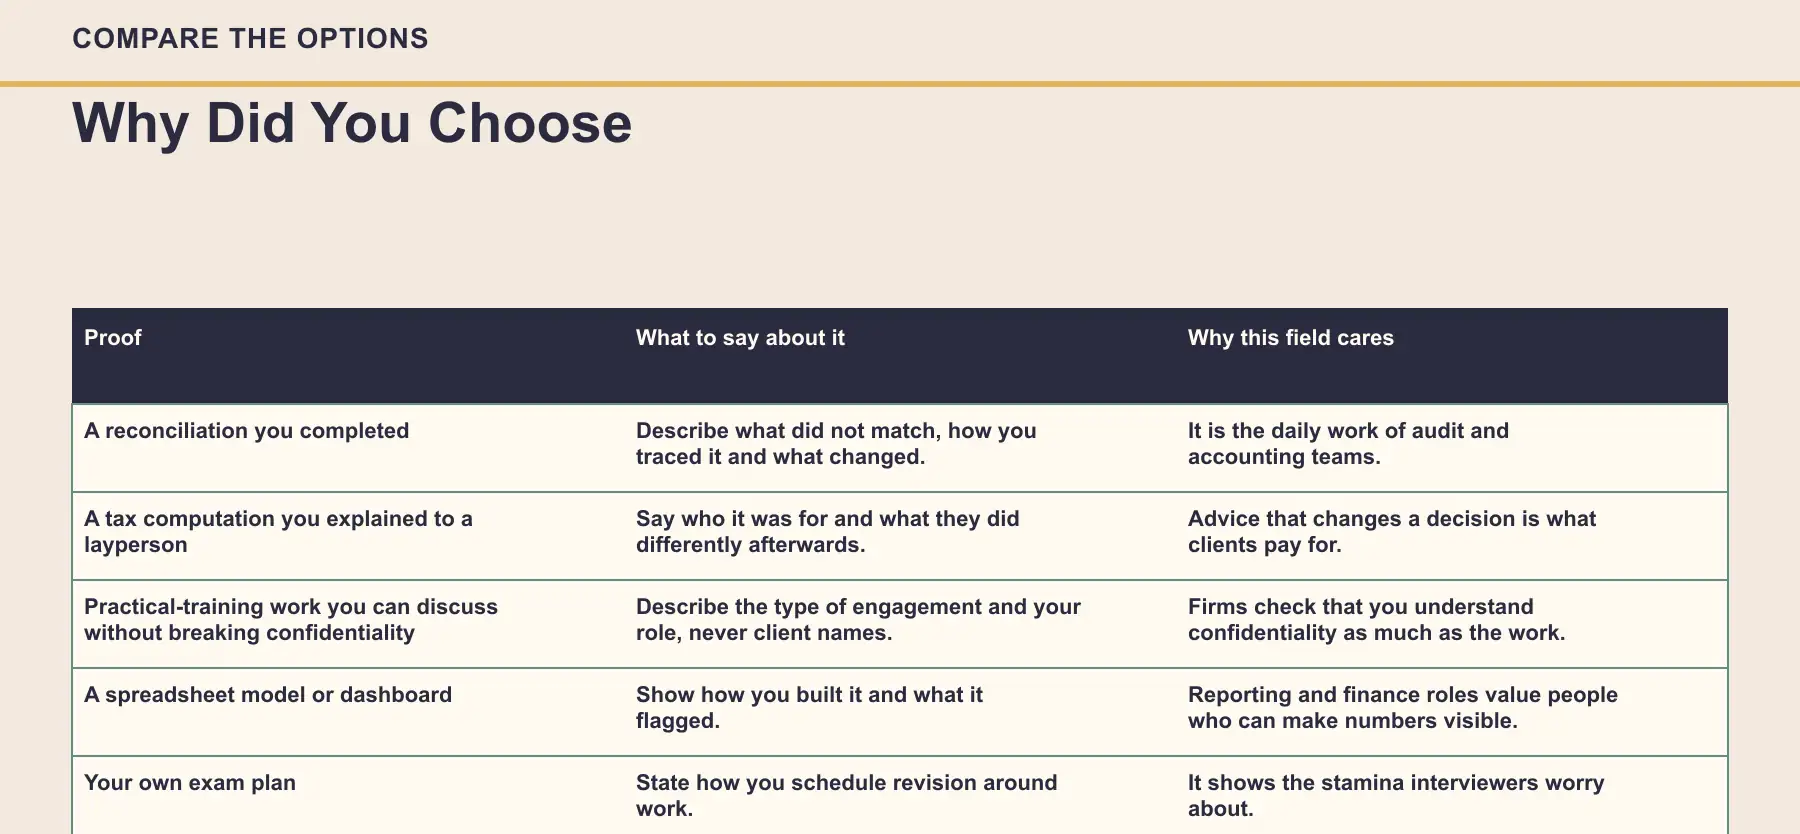 COMPARE THE OPTIONS
Why Did You Choose
Proof
What to say about it
Why this field cares
A reconciliation you completed
Describe what did not match, how you
traced it and what changed.
It is the daily work of audit and
accounting teams.
A tax computation you explained to a
layperson
Say who it was for and what they did
differently afterwards.
Advice that changes a decision is what
clients pay for.
Practical-training work you can discuss
without breaking confidentiality
Describe the type of engagement and your
role, never client names.
Firms check that you understand
confidentiality as much as the work.
A spreadsheet model or dashboard
Show how you built it and what it
flagged.
Reporting and finance roles value people
who can make numbers visible.
Your own exam plan
State how you schedule revision around
work.
It shows the stamina interviewers worry
about.